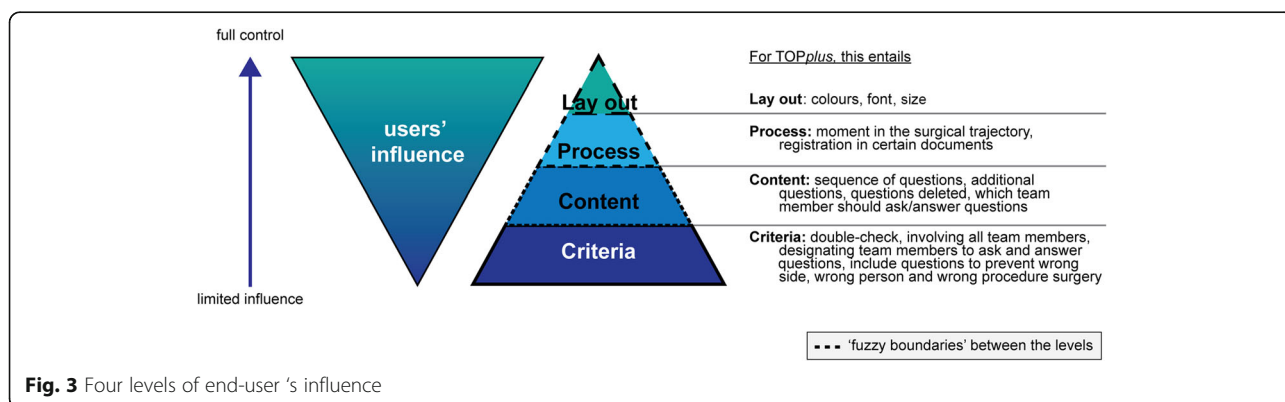 full control
limited influence
users'
influence
Lay out
Process
Content
Criteria
For TOPplus, this entails
Lay out: colours, font, size
Process: moment in the surgical trajectory,
registration in certain documents
Content: sequence of questions, additional
questions, questions deleted, which team
member should ask/answer questions
Criteria: double-check, involving all team members,
designating team members to ask and answer
questions, include questions to prevent wrong
side, wrong person and wrong procedure surgery
'fuzzy boundaries' between the levels
Fig. 3 Four levels of end-user 's influence